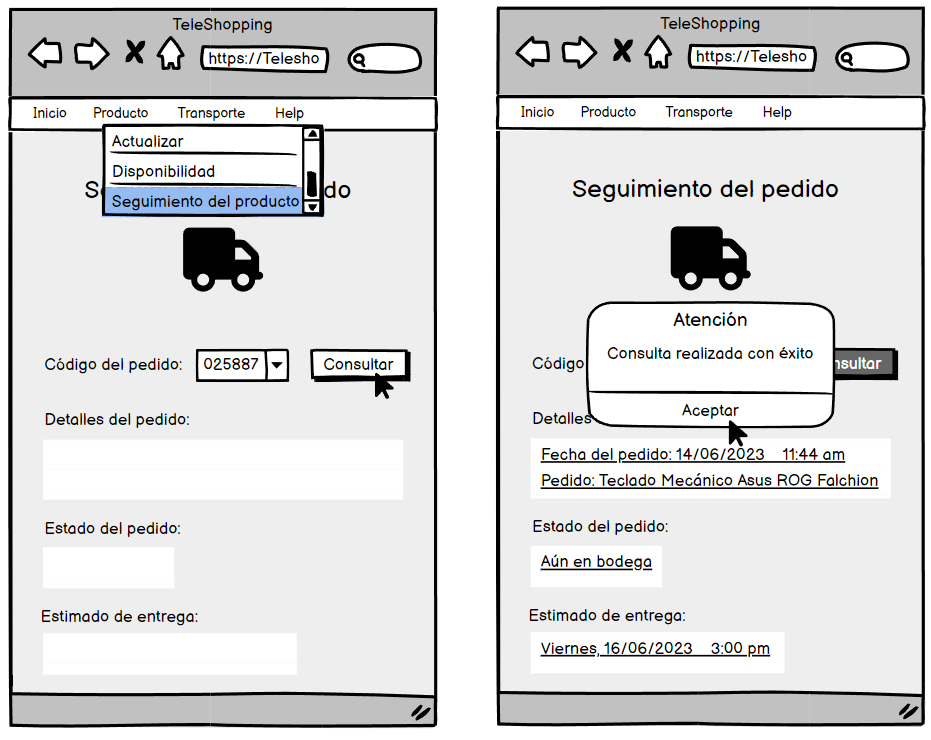 TeleShopping
https://Telesho
Inicio Producto Transporte Help
Actualizar
Disponibilidad
Seguimiento del producto
S do
Código del pedido: 025887 Consultar
Detalles del pedido:
Estado del pedido:
Estimado de entrega:
TeleShopping
https://Telesho
Inicio Producto Transporte Help
Seguimiento del pedido
Atención
Consulta realizada con éxito
Aceptar
Código nsultar
Detalles
Fecha del pedido: 14/06/2023 11:44 am
Pedido: Teclado Mecánico Asus ROG Falchion
Estado del pedido:
Aún en bodega
Estimado de entrega:
Viernes, 16/06/2023 3:00 pm